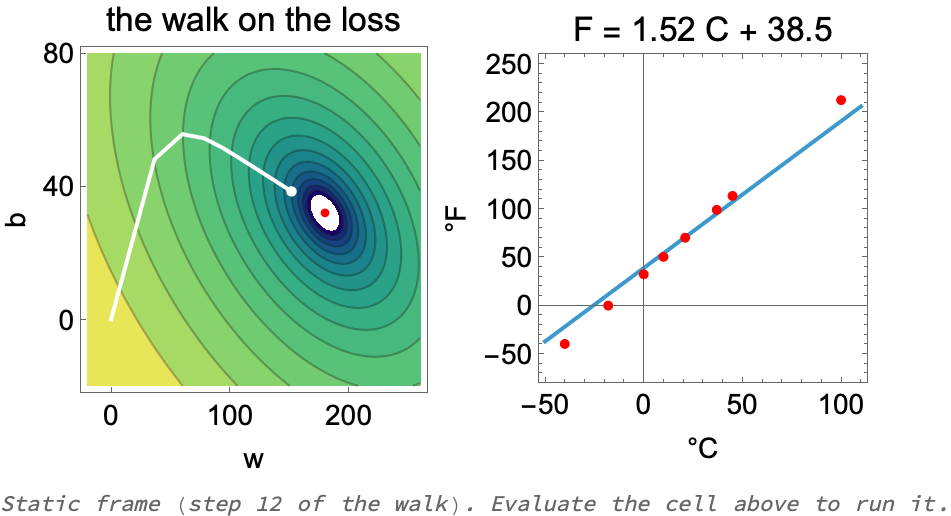 the walk on the loss
80
40
0
b
0
100
200
w
F = 1.52 C + 38.5
250
200
150
100
50
0
−50
°F
−50
0
50
100
°C
Static frame (step 12 of the walk). Evaluate the cell above to run it.